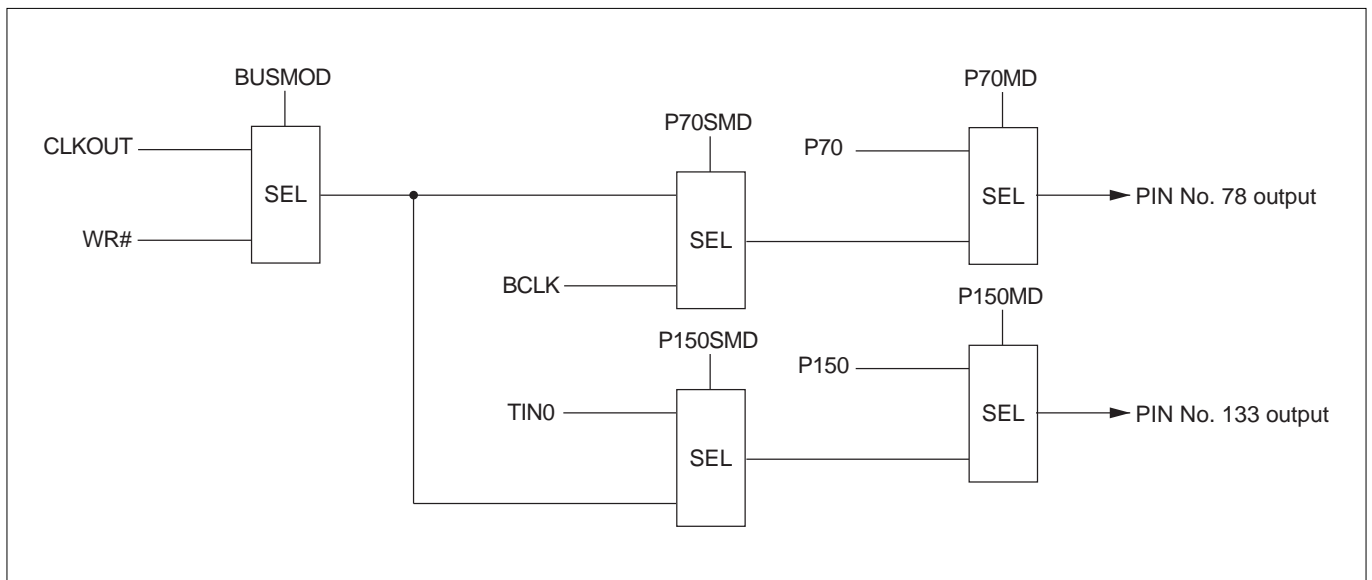 BUSMOD
CLKOUT
SEL
WR#
P70SMD
SEL
BCLK
P70MD
P70
SEL
PIN No. 78 output
P150SMD
TIN0
SEL
P150MD
P150
SEL
PIN No. 133 output